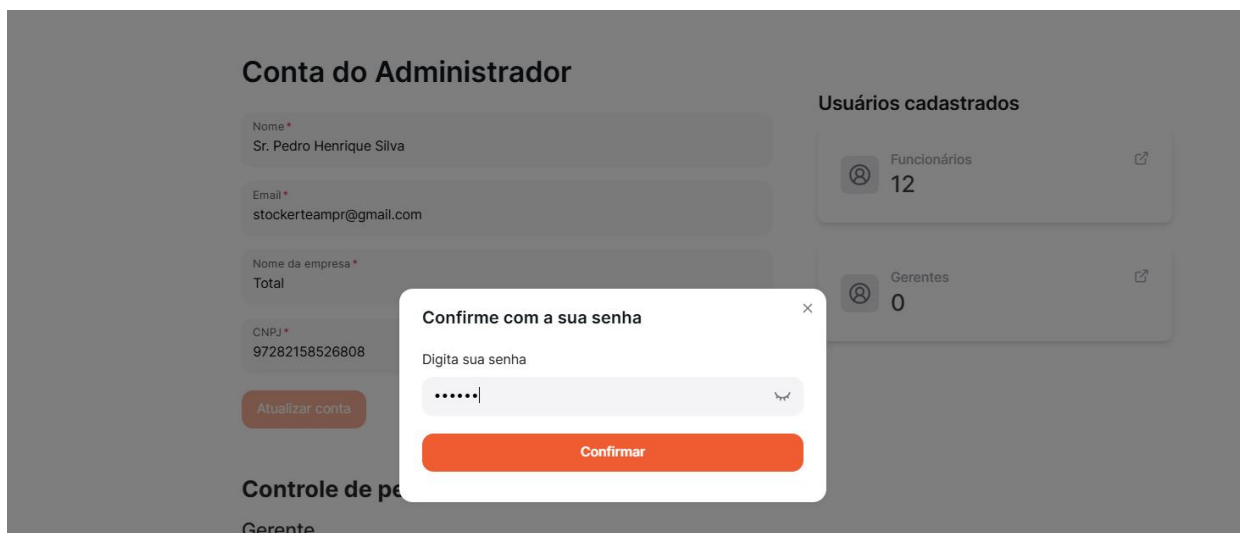 Conta do Administrador
Nome *
Sr. Pedro Henrique Silva
Email *
stockerteampr@gmail.com
Nome da empresa *
Total
CNPJ *
97282158526808
Atualizar conta
Controle de pe
Gerente
Usuários cadastrados
Funcionários
12
Gerentes
0
Confirme com a sua senha
Digita sua senha
••••••
Confirmar